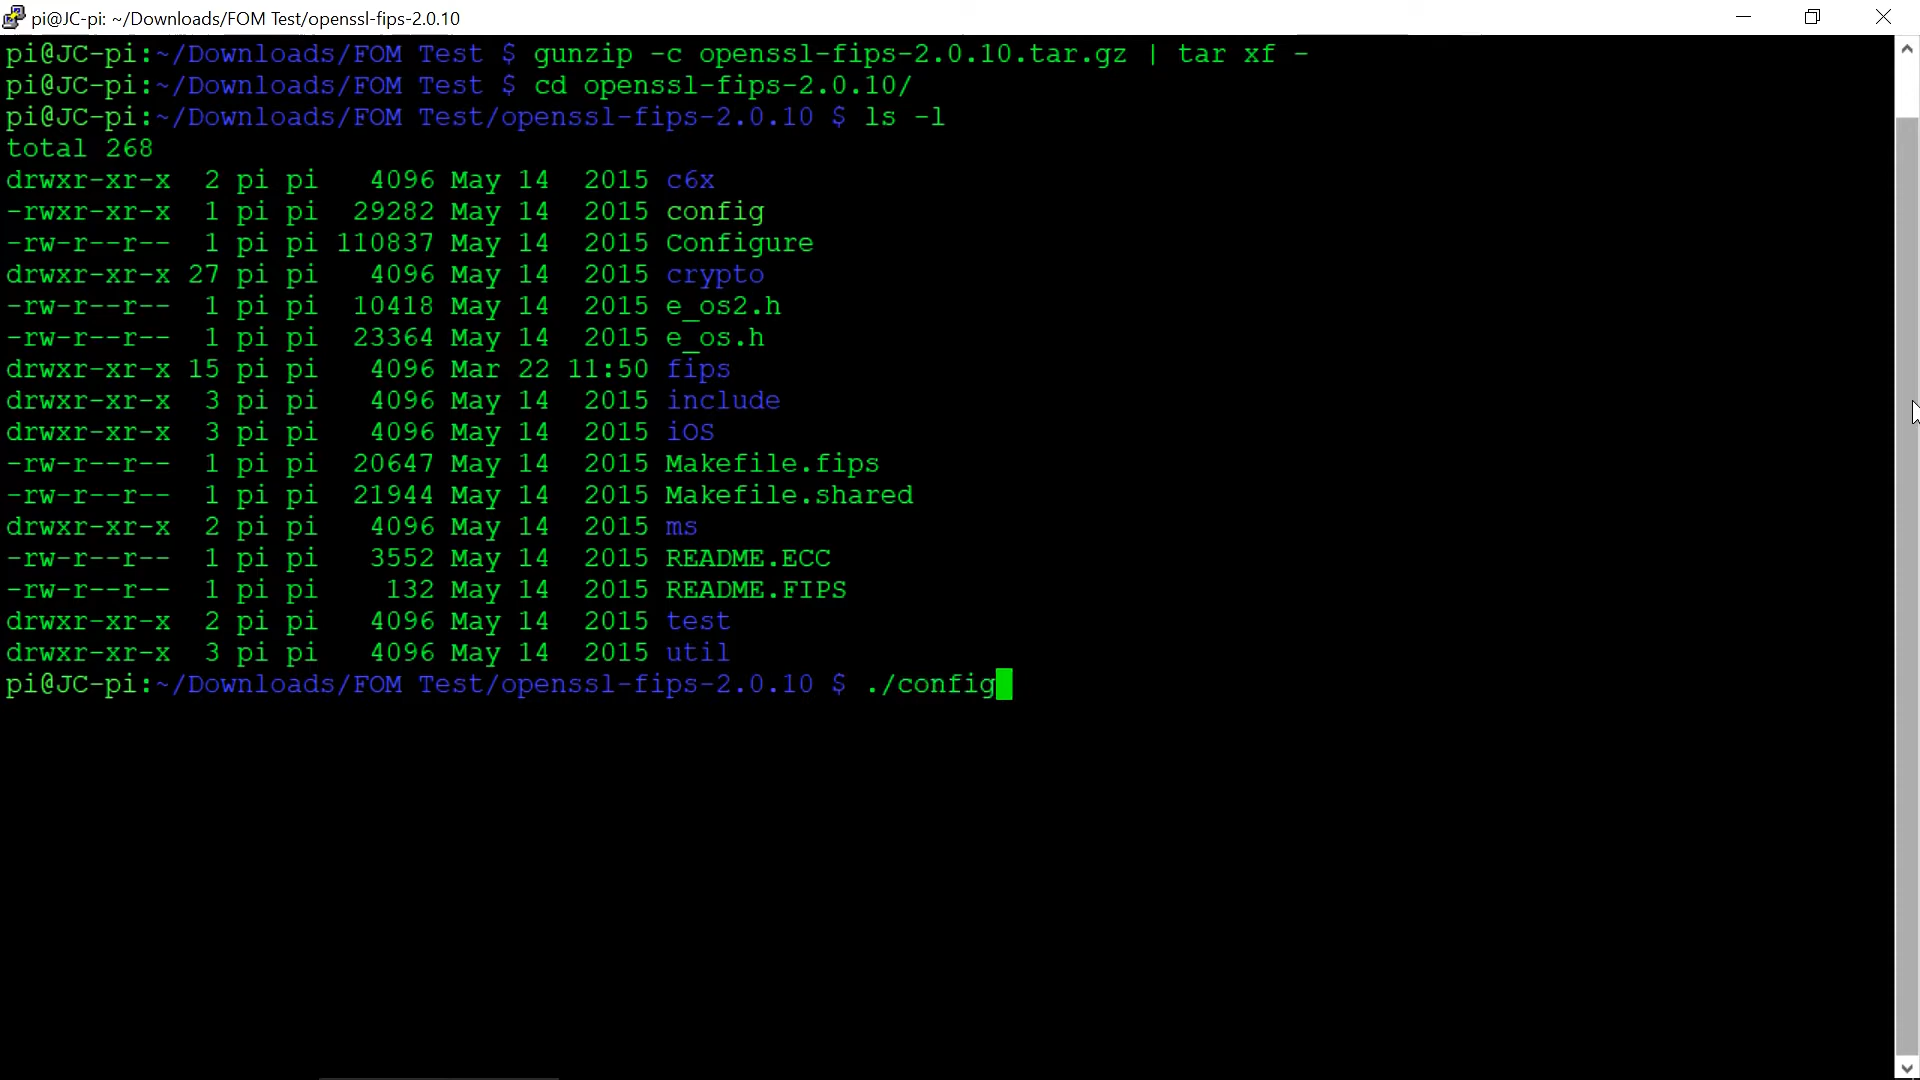 pi@JC-pi: ~/Downloads/FOM Test/openssl-fips-2.0.10
pi@JC-pi:~/Downloads/FOM Test $ gunzip -c openssl-fips-2.0.10.tar.gz | tar xf -
pi@JC-pi:~/Downloads/FOM Test $ cd openssl-fips-2.0.10/
pi@JC-pi:~/Downloads/FOM Test/openssl-fips-2.0.10 $ ls -l
total 268
drwxr-xr-x  2 pi pi   4096 May 14  2015 c6x
-rwxr-xr-x  1 pi pi  29282 May 14  2015 config
-rw-r--r--  1 pi pi 110837 May 14  2015 Configure
drwxr-xr-x 27 pi pi   4096 May 14  2015 crypto
-rw-r--r--  1 pi pi  10418 May 14  2015 e_os2.h
-rw-r--r--  1 pi pi  23364 May 14  2015 e_os.h
drwxr-xr-x 15 pi pi   4096 Mar 22 11:50 fips
drwxr-xr-x  3 pi pi   4096 May 14  2015 include
drwxr-xr-x  3 pi pi   4096 May 14  2015 iOS
-rw-r--r--  1 pi pi  20647 May 14  2015 Makefile.fips
-rw-r--r--  1 pi pi  21944 May 14  2015 Makefile.shared
drwxr-xr-x  2 pi pi   4096 May 14  2015 ms
-rw-r--r--  1 pi pi   3552 May 14  2015 README.ECC
-rw-r--r--  1 pi pi    132 May 14  2015 README.FIPS
drwxr-xr-x  2 pi pi   4096 May 14  2015 test
drwxr-xr-x  3 pi pi   4096 May 14  2015 util
pi@JC-pi:~/Downloads/FOM Test/openssl-fips-2.0.10 $ ./config